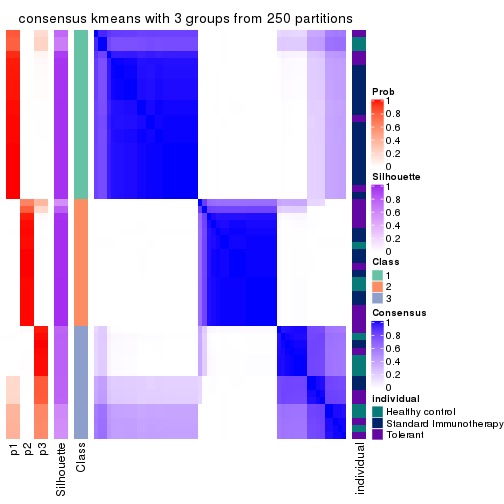 consensus kmeans with 3 groups from 250 partitions
Prob
1
0.8
0.6
0.4
0.2
0
Silhouette
1
0.8
0.6
0.4
0.2
0
Class
1
2
3
Consensus
1
0.8
0.6
0.4
0.2
0
individual
Healthy control
Standard Immunotherapy
Tolerant
p1
p2
p3
Silhouette
Class
individual